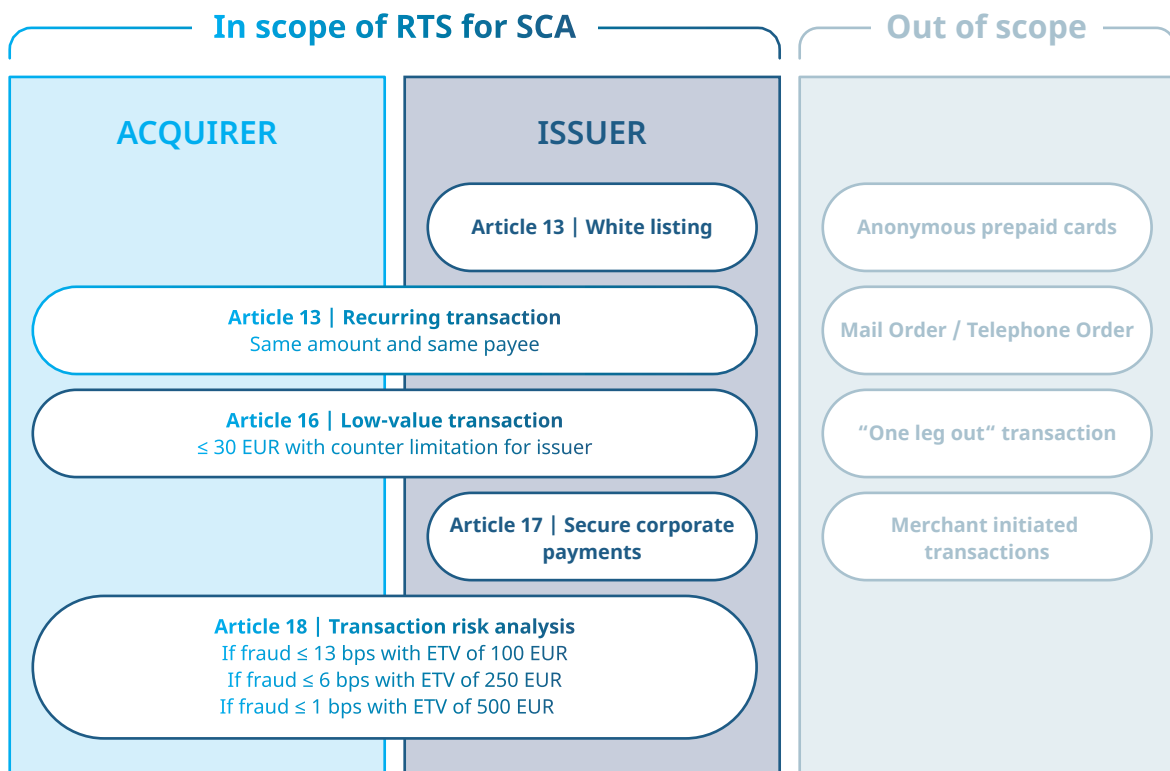 In scope of RTS for SCA
Out of scope
ACQUIRER
ISSUER
Article 13 | White listing
Article 13 | Recurring transaction
Same amount and same payee
Article 16 | Low-value transaction
≤ 30 EUR with counter limitation for issuer
Article 17 | Secure corporate
payments
Article 18 | Transaction risk analysis
If fraud ≤ 13 bps with ETV of 100 EUR
If fraud ≤ 6 bps with ETV of 250 EUR
If fraud ≤ 1 bps with ETV of 500 EUR
Anonymous prepaid cards
Mail Order / Telephone Order
“One leg out“ transaction
Merchant initiated
transactions